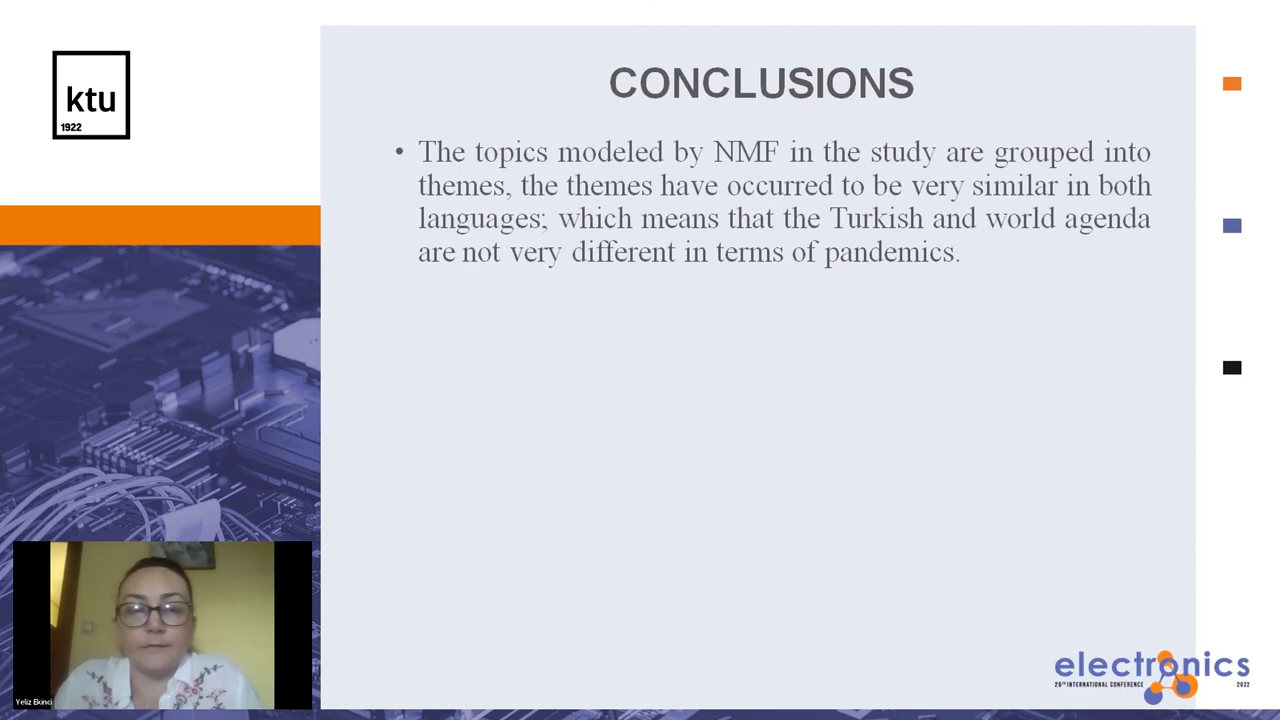 ktu
1922
CONCLUSIONS
• The topics modeled by NMF in the study are grouped into
themes, the themes have occurred to be very similar in both
languages; which means that the Turkish and world agenda
are not very different in terms of pandemics.
Yeliz Ekinci
electronics
26TH INTERNATIONAL CONFERENCE
2022